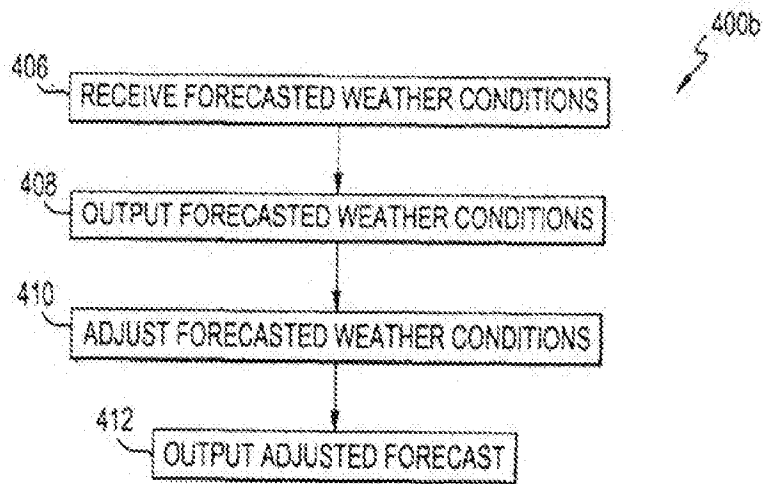 400b
406
RECEIVE FORECASTED WEATHER CONDITIONS
408
OUTPUT FORECASTED WEATHER CONDITIONS
410
ADJUST FORECASTED WEATHER CONDITIONS
412
OUTPUT ADJUSTED FORECAST